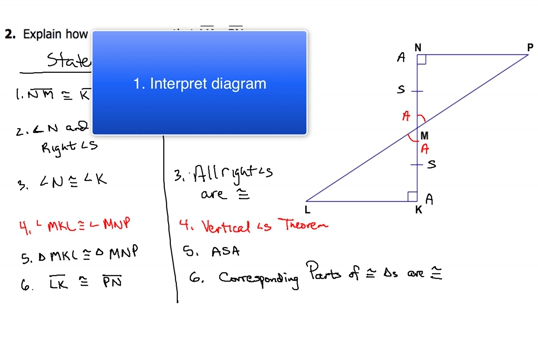 2. Explain how
State
1. Interpret diagram
1. NM ≅ K
2. ∠N and
Right ∠s
3. ∠N ≅ ∠K
3. All right ∠s
are ≅
4. ∠MKL ≅ ∠MNP
4. Vertical ∠s Theorem
5. △MKL ≅ △MNP
5. ASA
6. LK ≅ PN
6. Corresponding Parts of ≅ △s are ≅
A N P
S
A
M
A
S
A
L K